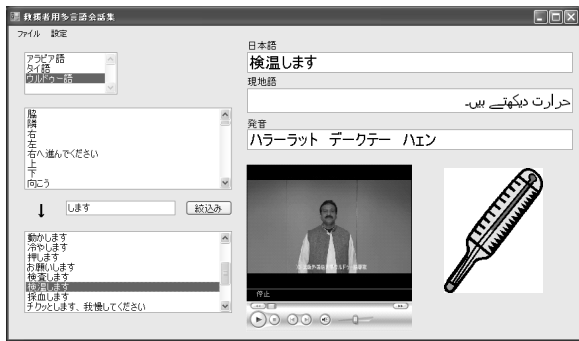 救援者用多言語会話集
ファイル 設定
アラビア語
タイ語
ウルドゥー語
脇
隣
右
左
右へ進んでください
上
下
向こう
↓ します 絞込み
動かします
冷やします
押します
お願いします
検査します
検温します
採血します
チクッとします、我慢してください
日本語
検温します
現地語
حرارت دیکھتے ہیں۔
発音
ハラーラット データテー ハェン
停止